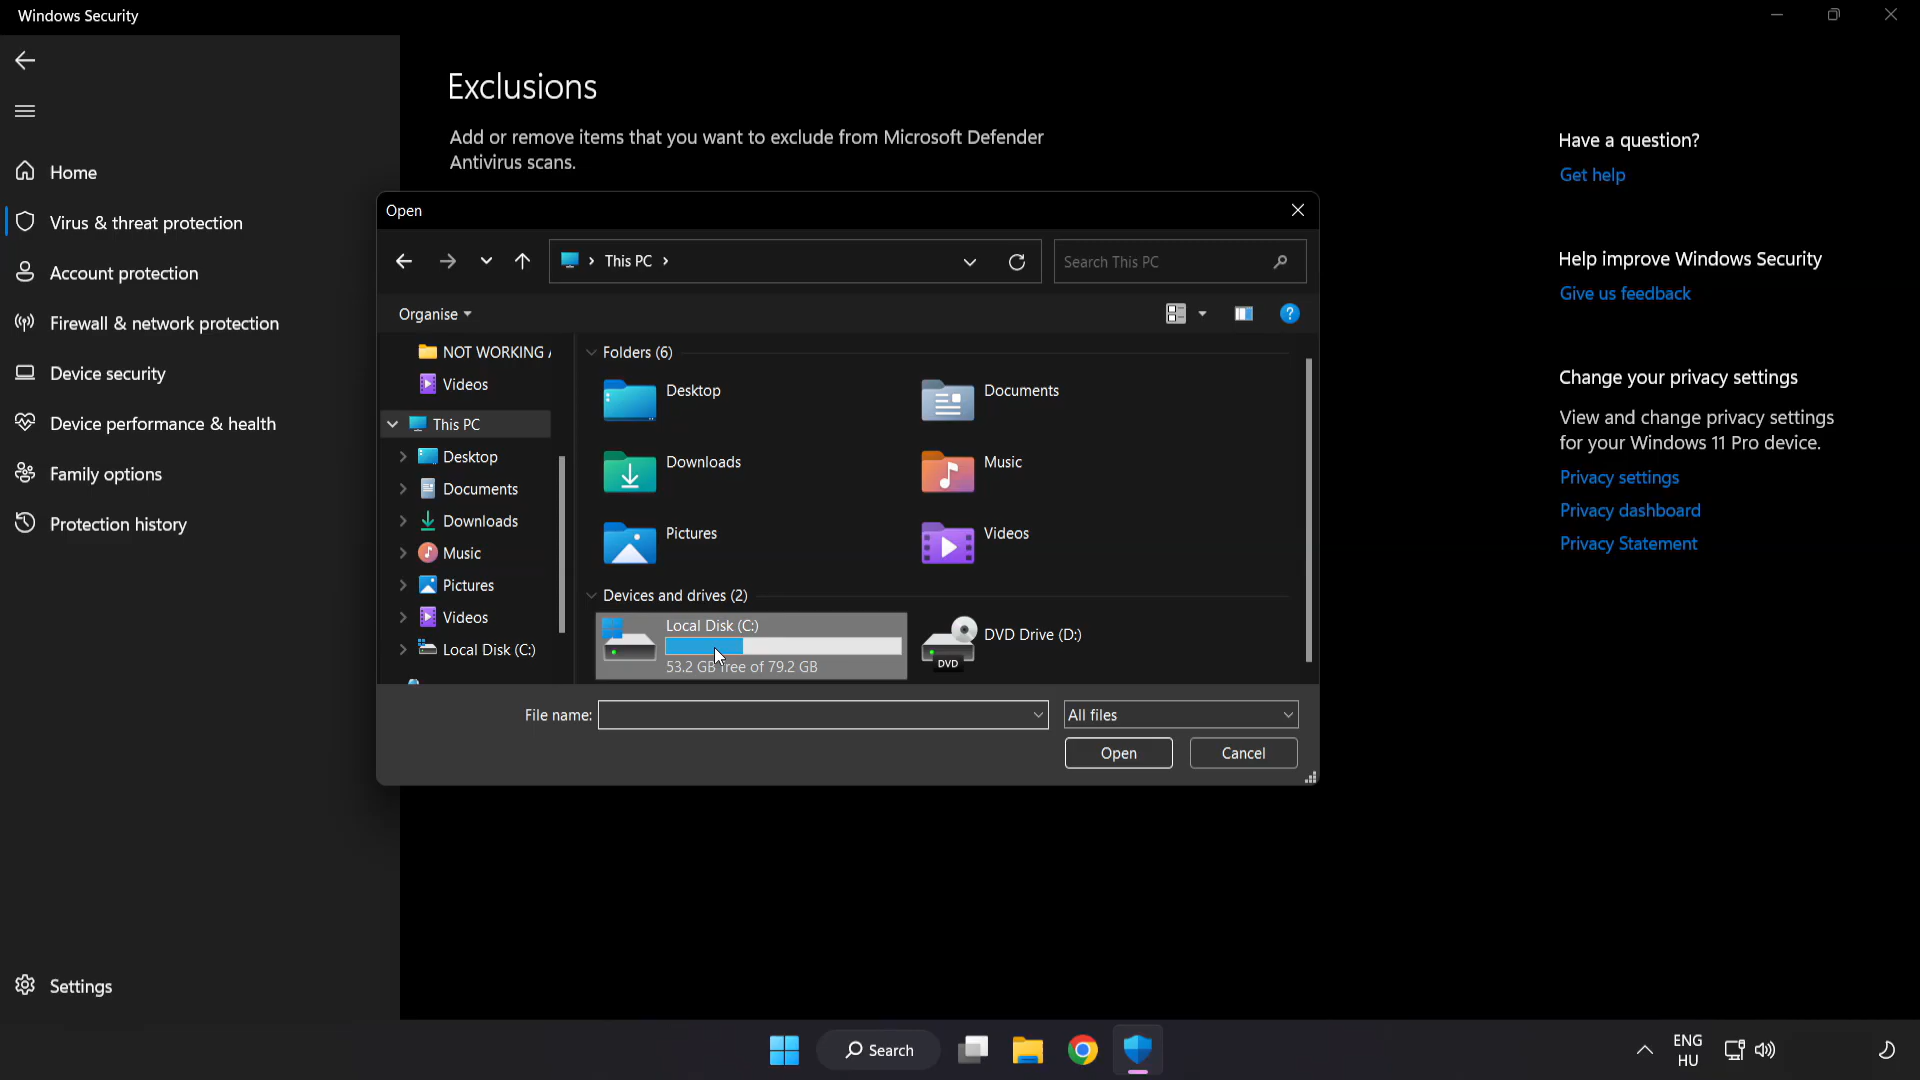 Windows Security
Exclusions
Add or remove items that you want to exclude from Microsoft Defender
Antivirus scans.
Home
Virus & threat protection
Account protection
Firewall & network protection
Device security
Device performance & health
Family options
Protection history
Settings
Have a question?
Get help
Help improve Windows Security
Give us feedback
Change your privacy settings
View and change privacy settings
for your Windows 11 Pro device.
Privacy settings
Privacy dashboard
Privacy Statement
Open
This PC
Search This PC
Organise
NOT WORKING
Videos
This PC
Desktop
Documents
Downloads
Music
Pictures
Videos
Local Disk (C:)
Folders (6)
Desktop
Documents
Downloads
Music
Pictures
Videos
Devices and drives (2)
Local Disk (C:)
53.2 GB free of 79.2 GB
DVD Drive (D:)
DVD
File name:
All files
Open
Cancel
Search
ENG
HU